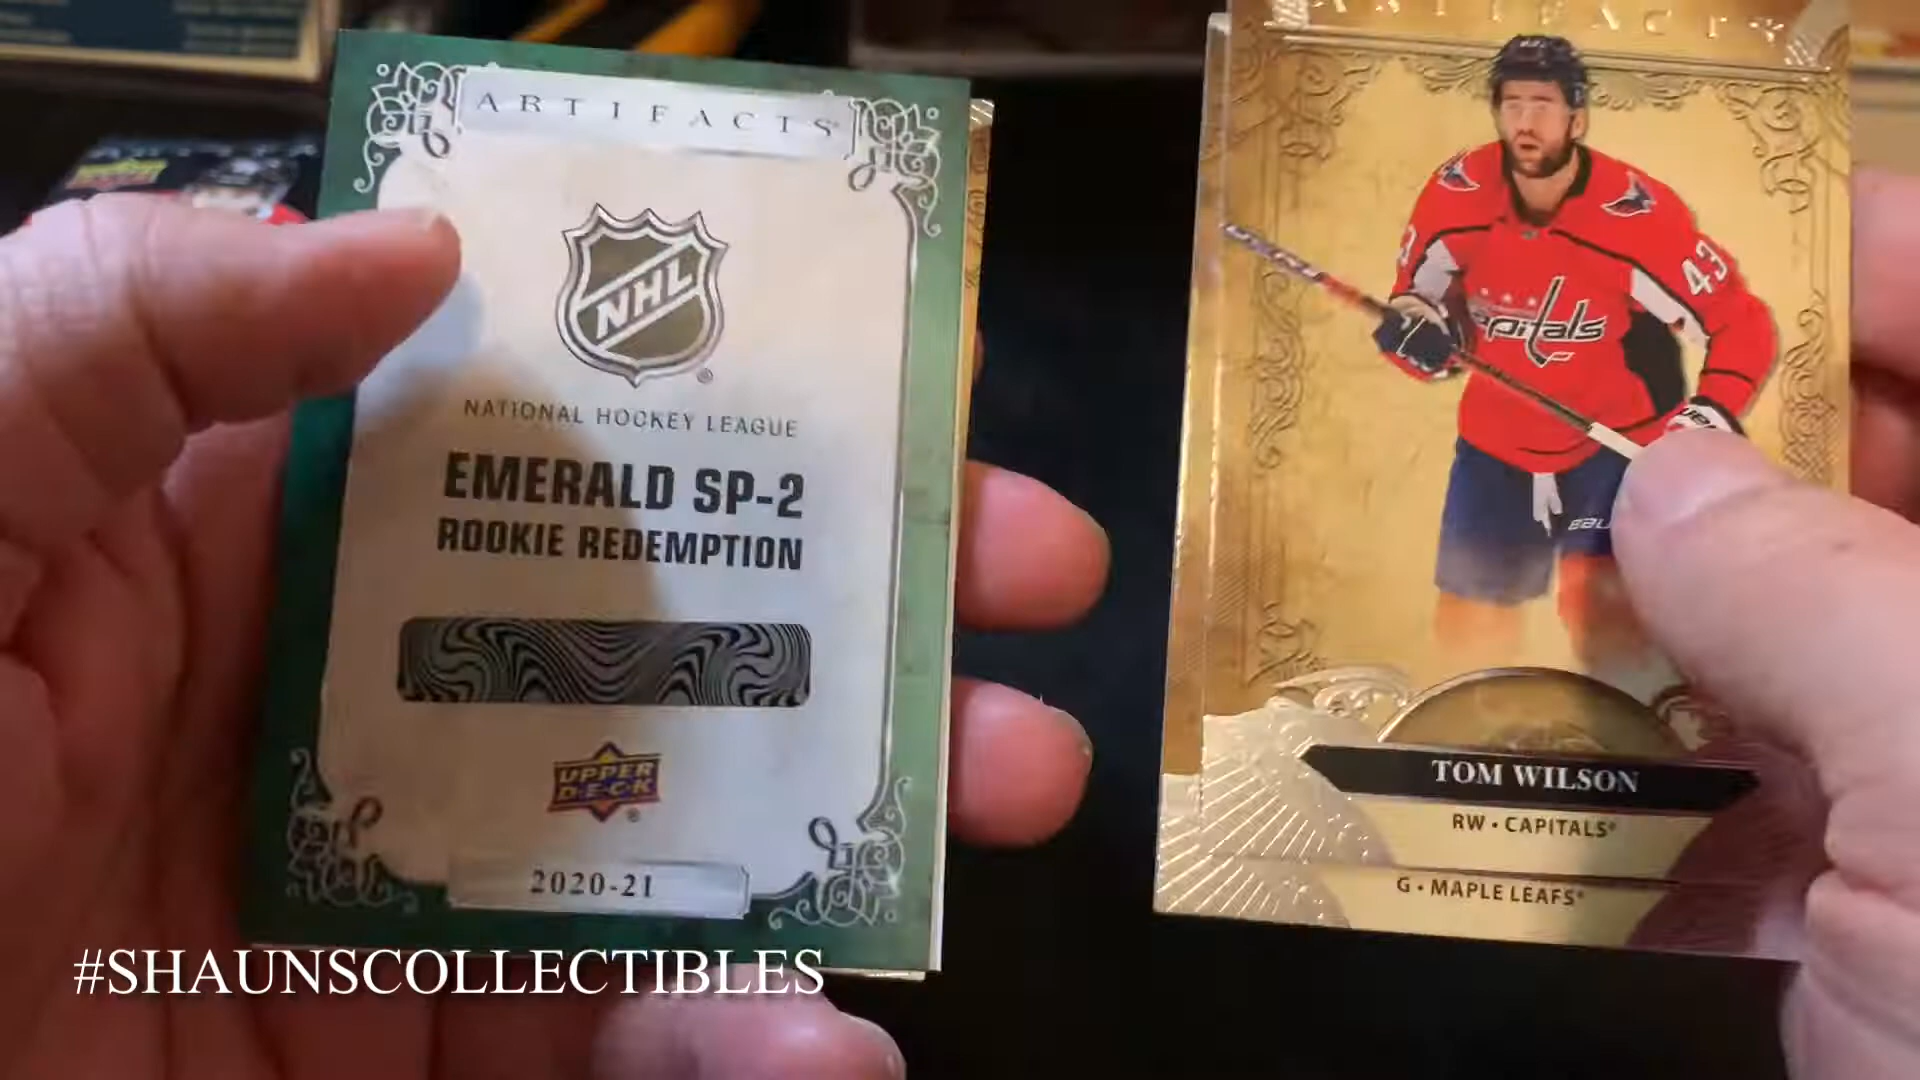 ARTIFACTS
NHL
NATIONAL HOCKEY LEAGUE
EMERALD SP-2
ROOKIE REDEMPTION
UPPER
DECK
2020-21
ARTIFACTS
43
Capitals
TOM WILSON
RW • CAPITALS
G • MAPLE LEAFS
#SHAUNSCOLLECTIBLES